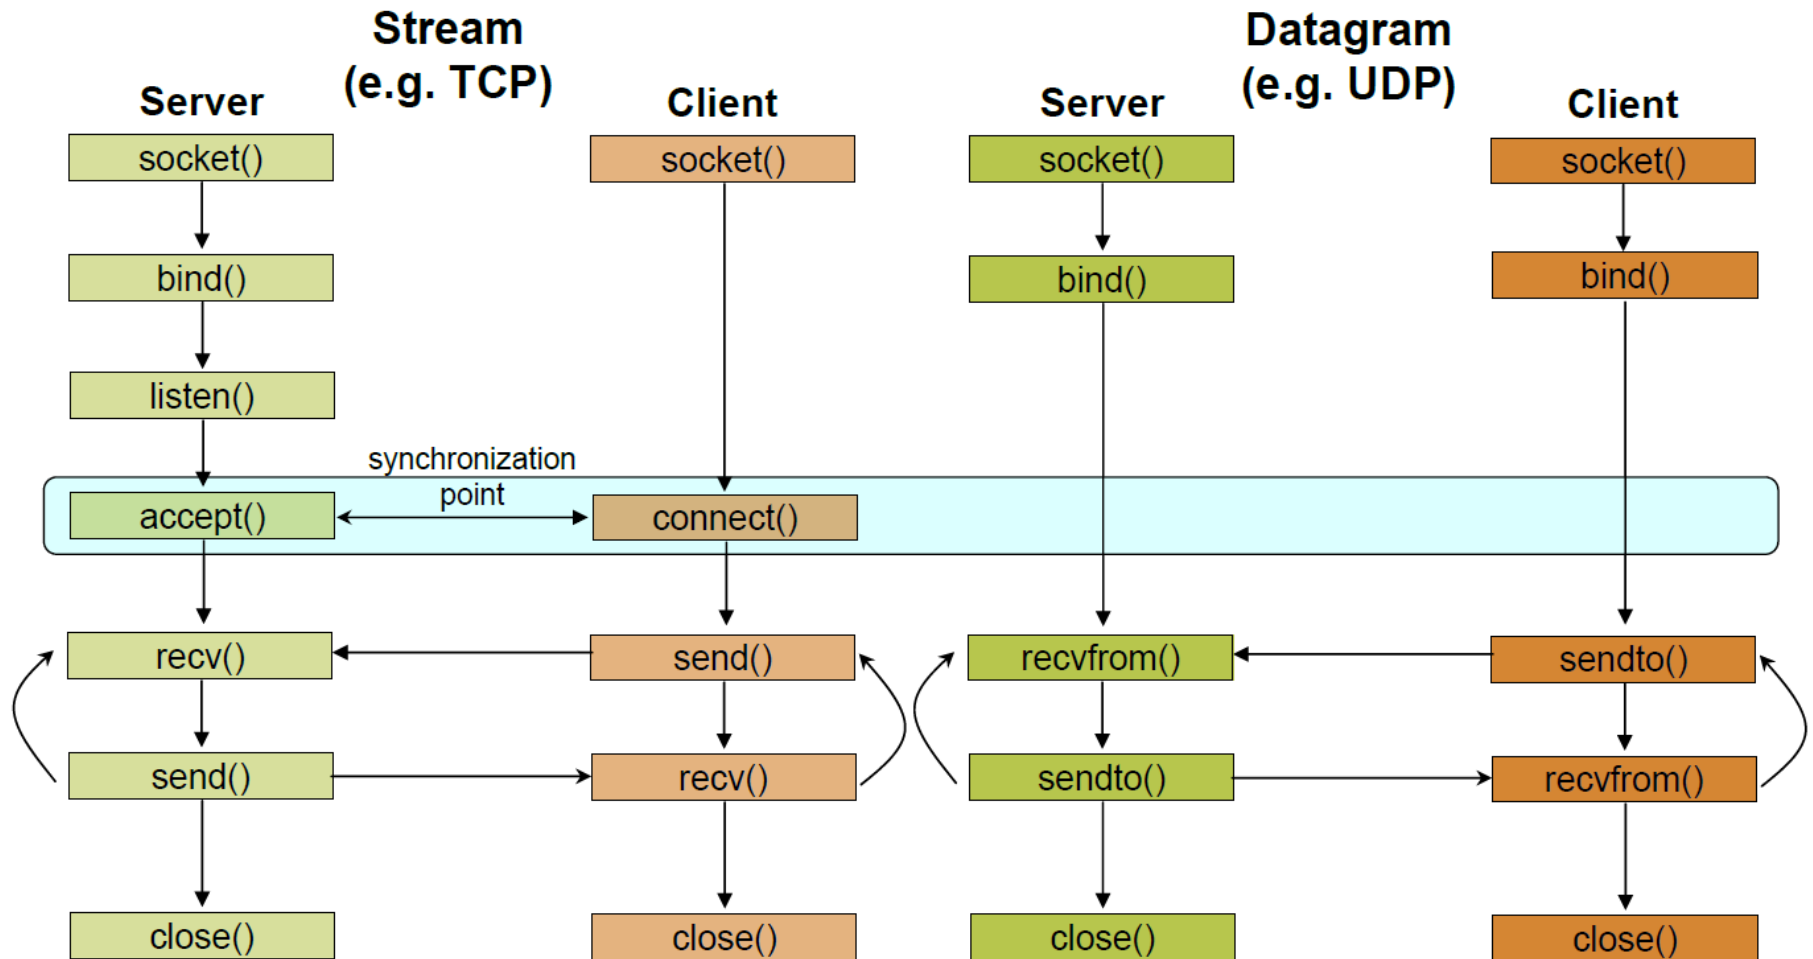 Stream
(e.g. TCP)
Server
Client
socket()
socket()
bind()
listen()
synchronization
point
accept()
connect()
recv()
send()
send()
recv()
close()
close()
Datagram
(e.g. UDP)
Server
Client
socket()
socket()
bind()
bind()
recvfrom()
sendto()
sendto()
recvfrom()
close()
close()